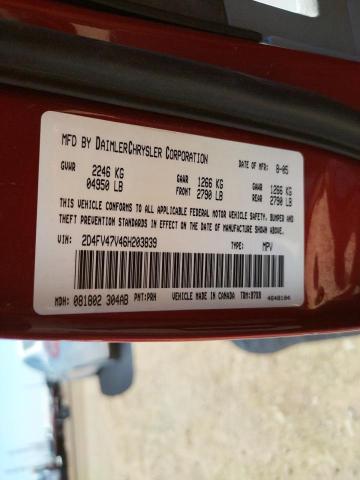 MFD BY DAIMLERCHRYSLER CORPORATION DATE OF MFR: 8-05
GVWR 2246 KG 04950 LB
GAWR FRONT 1266 KG 2790 LB
GAWR REAR 1266 KG 2790 LB
THIS VEHICLE CONFORMS TO ALL APPLICABLE FEDERAL MOTOR VEHICLE SAFETY, BUMPER AND
THEFT PREVENTION STANDARDS IN EFFECT ON THE DATE OF MANUFACTURE SHOWN ABOVE.
VIN: 2D4FV47V46H203839 TYPE: MPV
MDH: 081802 304AB PNT: PRH VEHICLE MADE IN CANADA TRM:
4648104